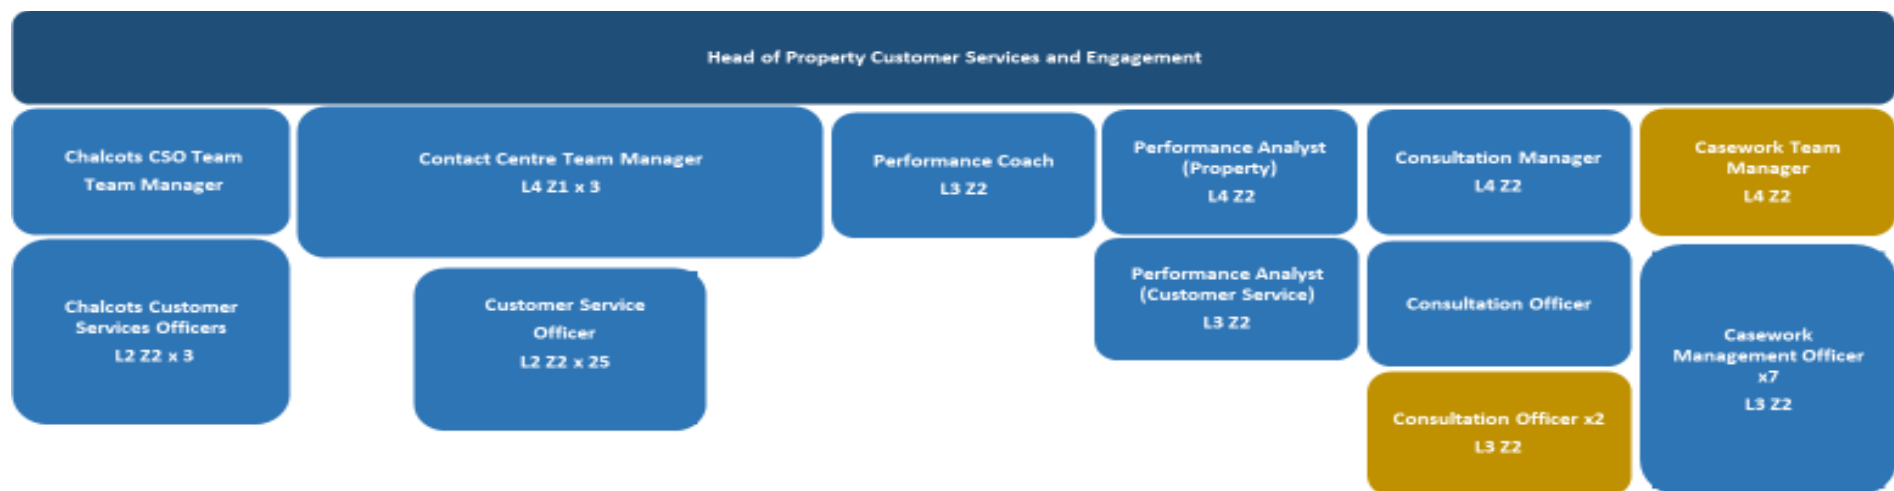 Head of Property Customer Services and Engagement
Chalcots CSO Team
Team Manager
Contact Centre Team Manager
L4 Z1 x 3
Performance Coach
L3 Z2
Performance Analyst
(Property)
L4 Z2
Consultation Manager
L4 Z2
Casework Team
Manager
L4 Z2
Chalcots Customer
Services Officers
L2 Z2 x 3
Customer Service
Officer
L2 Z2 x 25
Performance Analyst
(Customer Service)
L3 Z2
Consultation Officer
Consultation Officer x2
L3 Z2
Casework
Management Officer
x7
L3 Z2